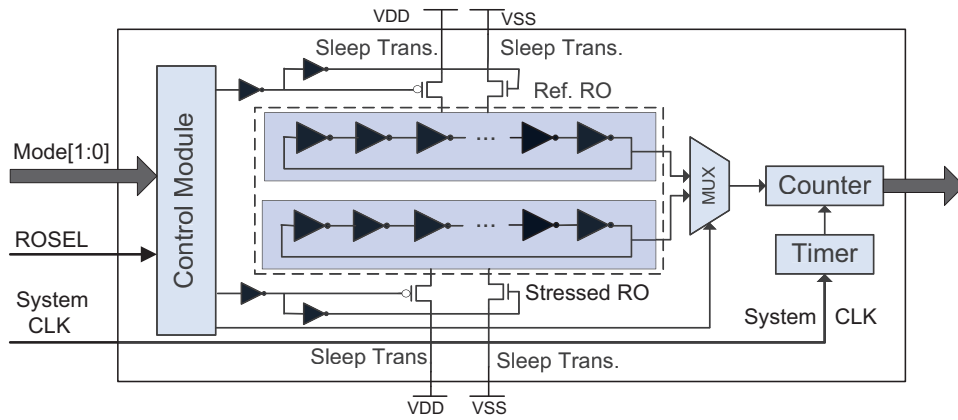 VDD VSS
Sleep Trans. Sleep Trans.
Ref. RO
Mode[1:0]
Control Module
...
MUX
Counter
ROSEL
...
Timer
System
CLK
Stressed RO
System CLK
Sleep Trans Sleep Trans.
VDD VSS